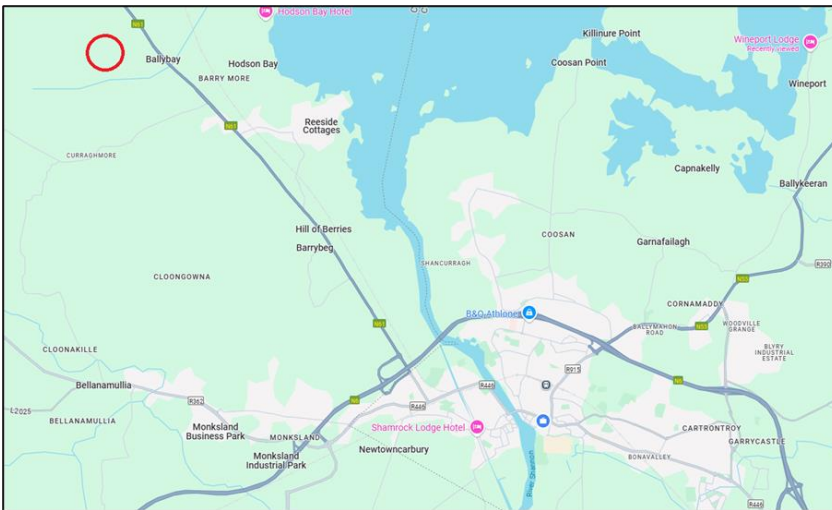 Hodson Bay Hotel
N61
Killinure Point
Wineport Lodge
Recently viewed
Ballybay
Hodson Bay
Coosan Point
BARRY MORE
Wineport
Reeside
Cottages
N61
CURRAGHMORE
Capnakelly
Ballykeeran
Hill of Berries
COOSAN
Garnafailagh
Barrybeg
SHANCURRAGH
R390
CLOONGOWNA
N55
CORNAMADDY
B&Q Athlone
N61
BALLYMAHON
ROAD
N55
WOODVILLE
GRANGE
CLOONAKILLE
BLYRY
INDUSTRIAL
ESTATE
R915
Bellanamullia
N6
R446
N6
R362
R446
L2025
BELLANAMULLIA
Monksland
Business Park
MONKSLAND
Shamrock Lodge Hotel
CARTRONTROY
GARRYCASTLE
Monksland
Industrial Park
Newtowncarbury
BONAVALLEY
River Shannon
R446